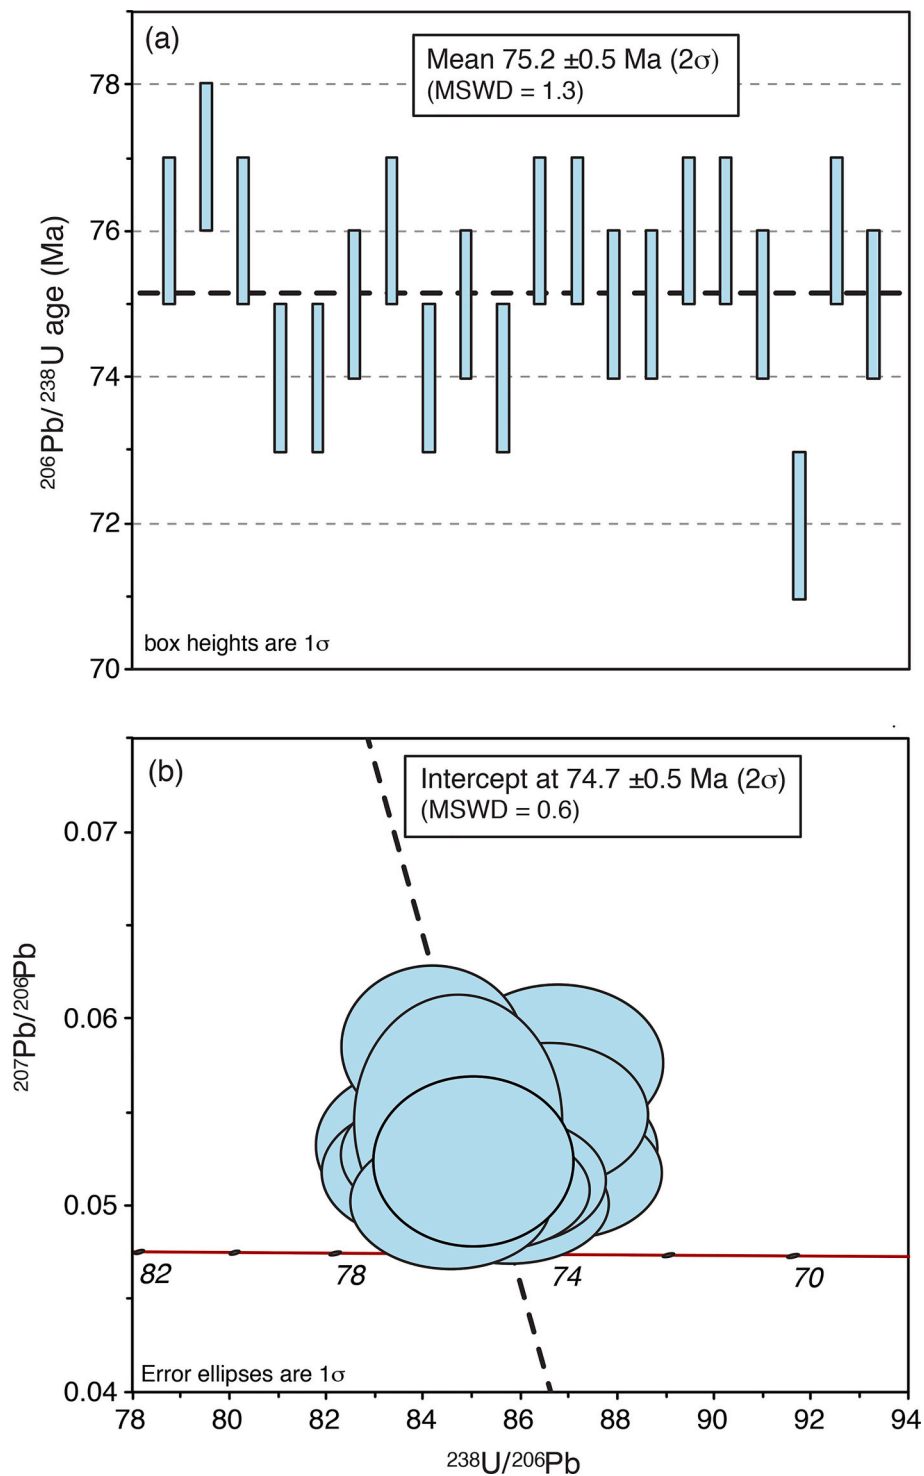 (a)
Mean 75.2 ±0.5 Ma (2σ)
(MSWD = 1.3)
78
76
74
72
70
²⁰⁶Pb/²³⁸U age (Ma)
box heights are 1σ
(b)
Intercept at 74.7 ±0.5 Ma (2σ)
(MSWD = 0.6)
0.07
0.06
0.05
0.04
²⁰⁷Pb/²⁰⁶Pb
82
78
74
70
Error ellipses are 1σ
78 80 82 84 86 88 90 92 94
²³⁸U/²⁰⁶Pb